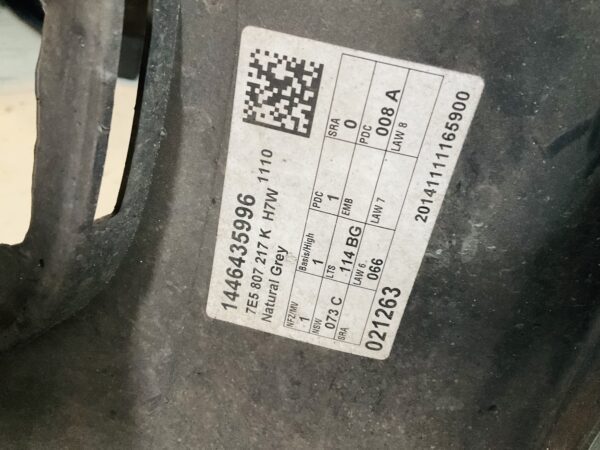 1446435996
7E5 807 217 K H7W 1110
Natural Grey
NFZ/MV Basis/High PDC SRA
1 1 1 0
NSW LTS EMB PDC
073 C 114 BG 008 A
SRA LAW 6 LAW 7 LAW 8
066
021263 20141111165900